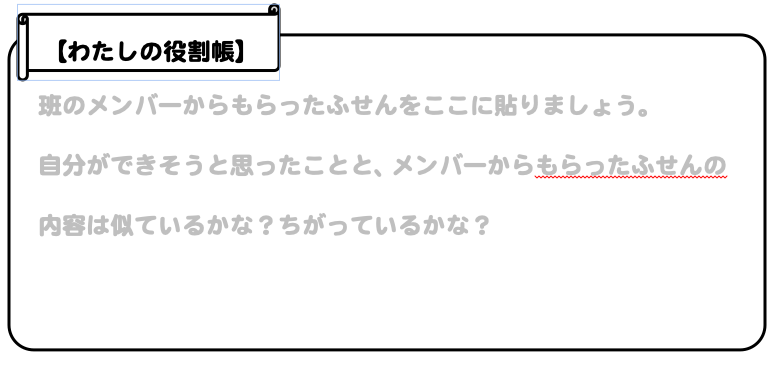 【わたしの役割帳】
班のメンバーからもらったふせんをここに貼りましょう。
自分ができそうと思ったことと、メンバーからもらったふせんの
内容は似ているかな？ちがっているかな？